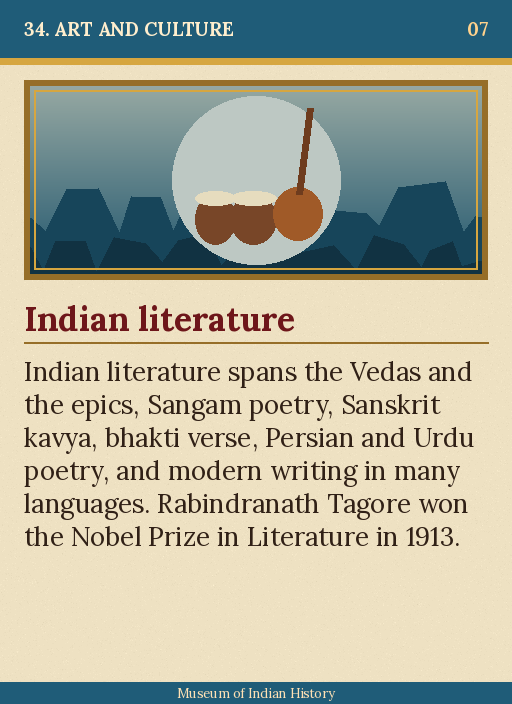 34. ART AND CULTURE
07
Indian literature
Indian literature spans the Vedas and
the epics, Sangam poetry, Sanskrit
kavya, bhakti verse, Persian and Urdu
poetry, and modern writing in many
languages. Rabindranath Tagore won
the Nobel Prize in Literature in 1913.
Museum of Indian History